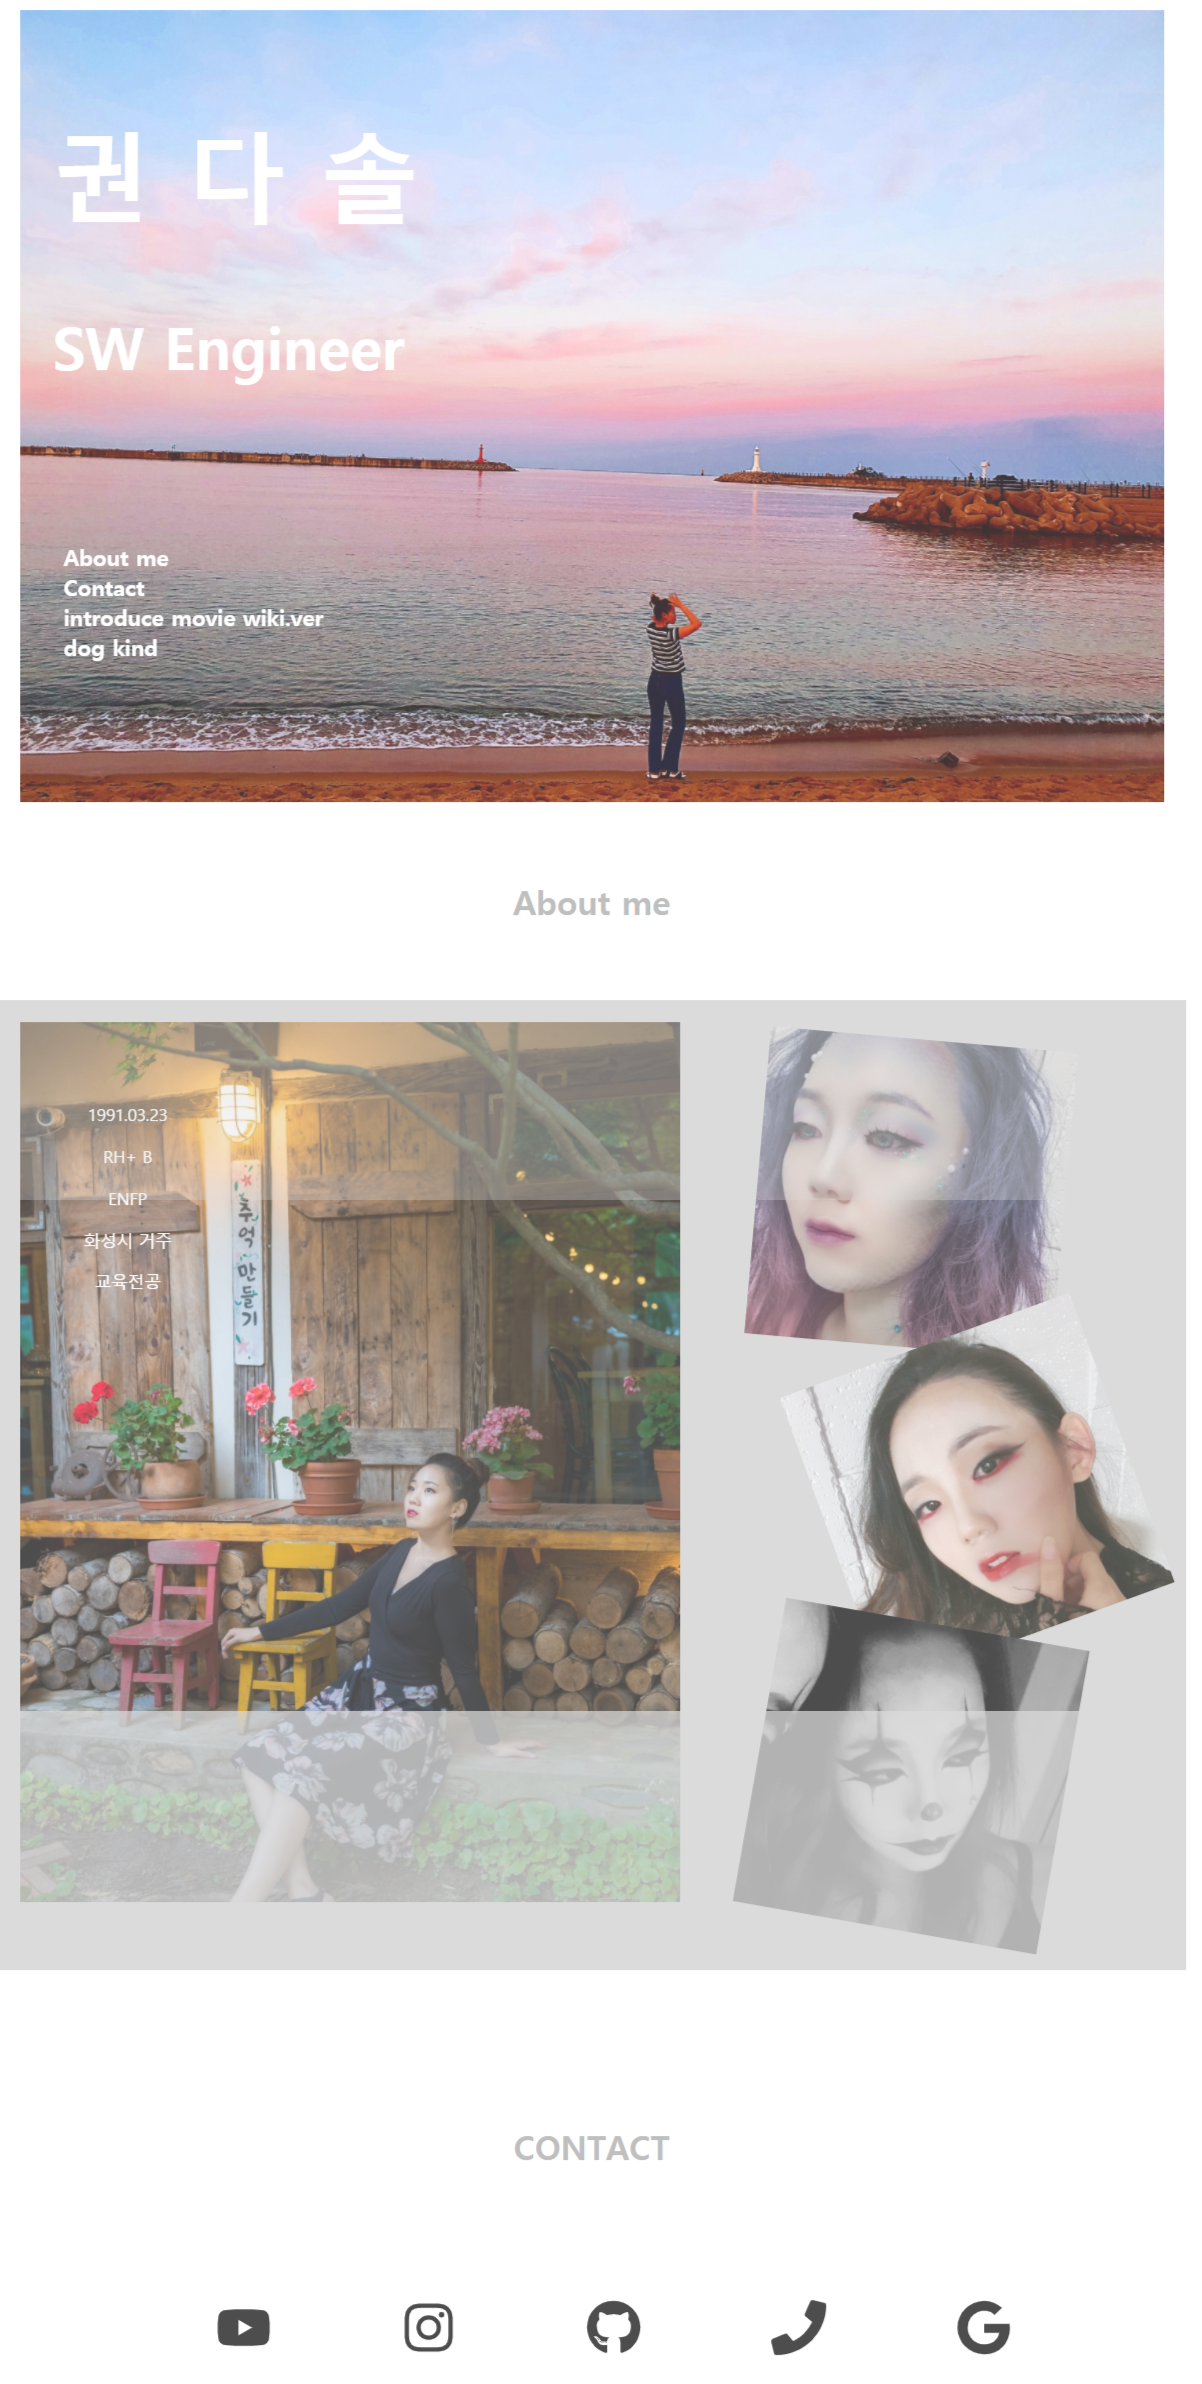 권 다 솔
SW Engineer
About me
Contact
introduce movie wiki.ver
dog kind
About me
1991.03.23
RH+ B
ENFP
화성시 거주
교육전공
추억만들기
CONTACT